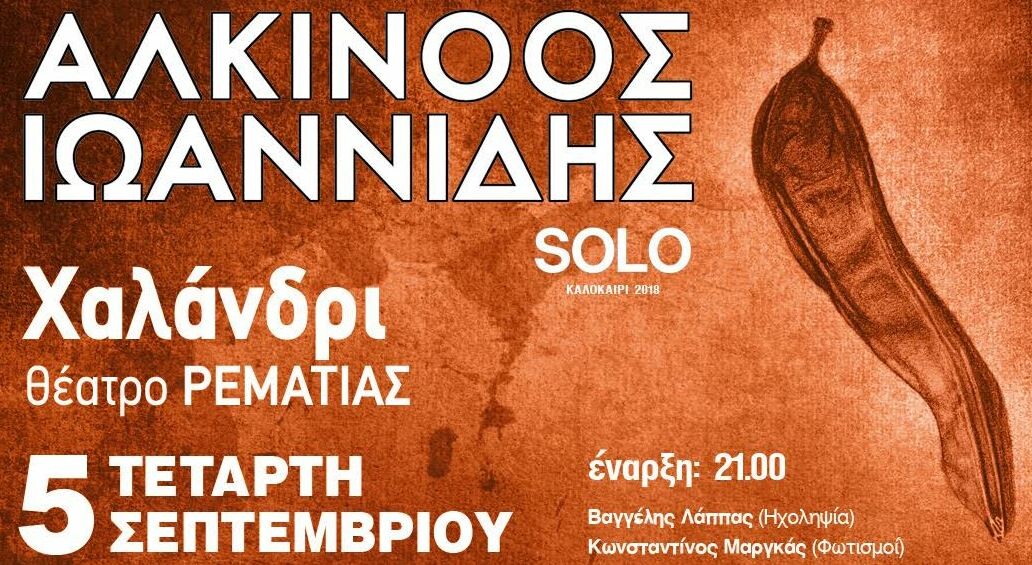 ΑΛΚΙΝΟΟΣ
ΙΩΑΝΝΙΔΗΣ
SOLO
ΚΑΛΟΚΑΙΡΙ 2018
Χαλάνδρι
θέατρο ΡΕΜΑΤΙΑΣ
5 ΤΕΤΑΡΤΗ
ΣΕΠΤΕΜΒΡΙΟΥ
έναρξη: 21.00
Βαγγέλης Λάππας (Ηχοληψία)
Κωνσταντίνος Μαργκάς (Φωτισμοί)